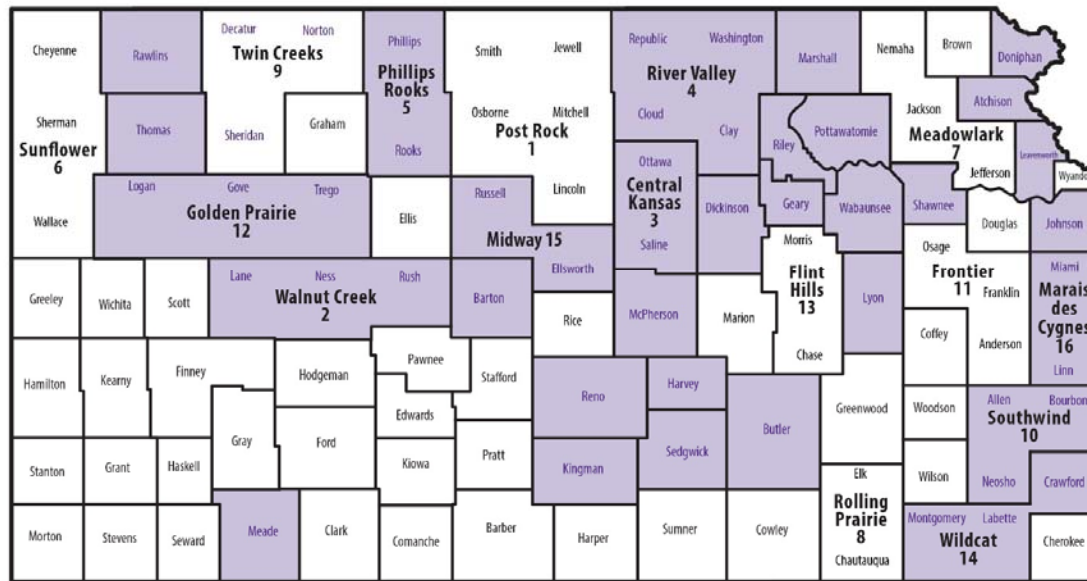 Cheyenne
Rawlins
Decatur
Norton
Twin Creeks
9
Phillips
Phillips
Rooks
5
Smith
Jewell
Republic
Washington
River Valley
4
Marshall
Nemaha
Brown
Doniphan
Sherman
Sunflower
6
Thomas
Sheridan
Graham
Rooks
Osborne
Mitchell
Post Rock
1
Cloud
Clay
Riley
Pottawatomie
Jackson
Meadowlark
7
Atchison
Jefferson
Leavenworth
Wyando
Wallace
Logan
Gove
Trego
Golden Prairie
12
Ellis
Russell
Lincoln
Ottawa
Central
Kansas
3
Saline
Dickinson
Geary
Wabaunsee
Shawnee
Douglas
Johnson
Midway 15
Ellsworth
Morris
Flint
Hills
13
Chase
Lyon
Osage
Frontier
11
Franklin
Anderson
Miami
Marais
des
Cygnes
16
Linn
Greeley
Wichita
Scott
Lane
Ness
Rush
Walnut Creek
2
Barton
Rice
McPherson
Marion
Coffey
Hamilton
Kearny
Finney
Hodgeman
Pawnee
Stafford
Edwards
Reno
Harvey
Butler
Greenwood
Woodson
Allen
Bourbon
Southwind
10
Neosho
Gray
Ford
Kiowa
Pratt
Kingman
Sedgwick
Stanton
Grant
Haskell
Elk
Rolling
Prairie
8
Chautauqua
Wilson
Crawford
Morton
Stevens
Seward
Meade
Clark
Comanche
Barber
Harper
Sumner
Cowley
Montgomery
Labette
Wildcat
14
Cherokee